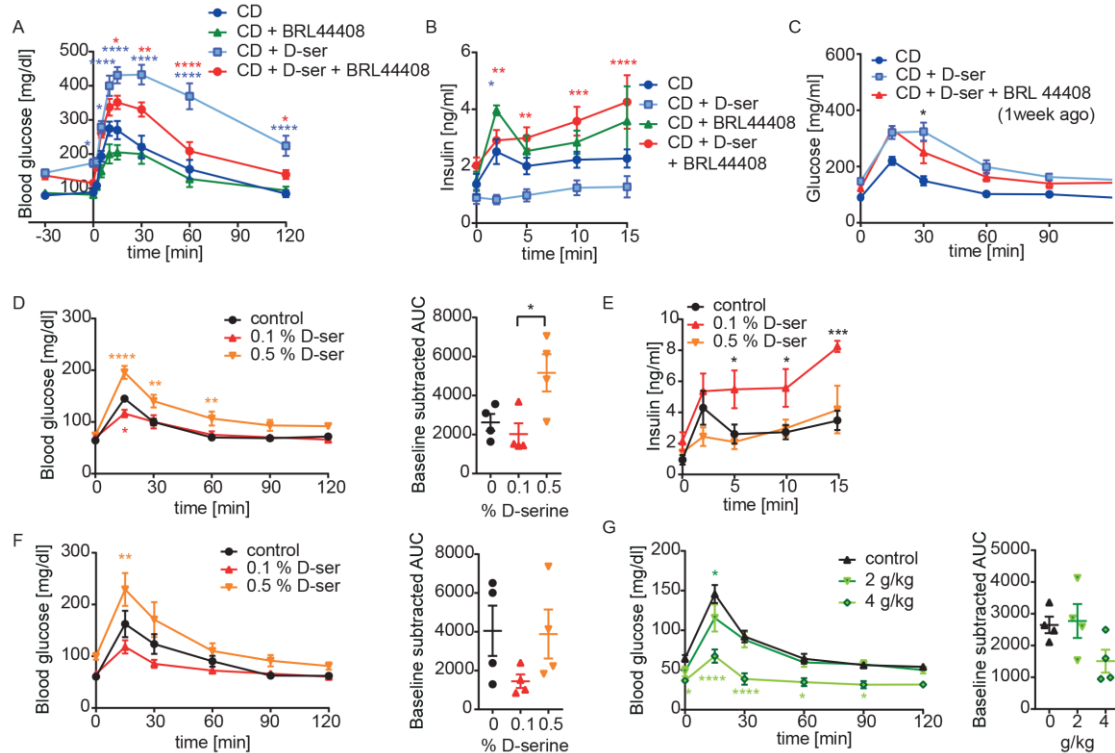 A
CD
CD + BRL44408
CD + D-ser
CD + D-ser + BRL44408
Blood glucose [mg/dl]
500
400
300
200
100
-30 0 30 60 90 120
time [min]
* **** **** * * * **** ** **** **** **** * ****
B
CD
CD + D-ser
CD + BRL44408
CD + D-ser
+ BRL44408
Insulin [ng/ml]
6
4
2
0
0 5 10 15
time [min]
* ** ** *** ****
C
CD
CD + D-ser
CD + D-ser + BRL 44408
(1week ago)
Glucose [mg/ml]
600
400
200
0
0 30 60 90
time [min]
*
D
control
0.1 % D-ser
0.5 % D-ser
Blood glucose [mg/dl]
300
200
100
0
0 30 60 90 120
time [min]
**** ** ** *
Baseline subtracted AUC
8000
6000
4000
2000
0
0 0.1 0.5
% D-serine
*
E
control
0.1 % D-ser
0.5 % D-ser
Insulin [ng/ml]
10
8
6
4
2
0
0 5 10 15
time [min]
* * ***
F
control
0.1 % D-ser
0.5 % D-ser
Blood glucose [mg/dl]
300
200
100
0
0 30 60 90 120
time [min]
**
Baseline subtracted AUC
8000
6000
4000
2000
0
0 0.1 0.5
% D-serine
G
control
2 g/kg
4 g/kg
Blood glucose [mg/dl]
200
150
100
50
0
0 30 60 90 120
time [min]
* * **** **** * *
Baseline subtracted AUC
5000
4000
3000
2000
1000
0
0 2 4
g/kg